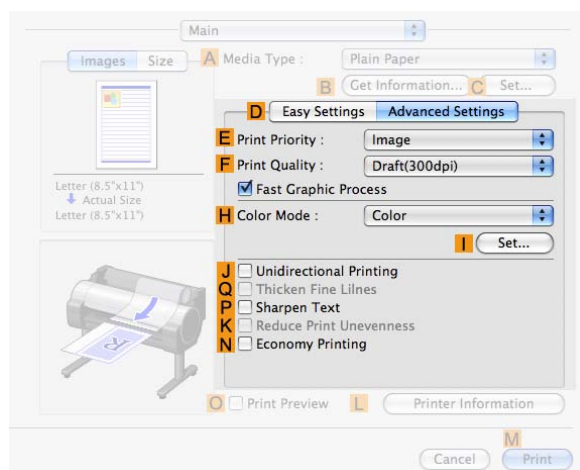 Main
Images Size A Media Type : Plain Paper
B Get Information... C Set...
D Easy Settings Advanced Settings
E Print Priority : Image
F Print Quality : Draft(300dpi)
Fast Graphic Process
Letter (8.5"x11")
Actual Size
Letter (8.5"x11")
H Color Mode : Color
I Set...
J Unidirectional Printing
Q Thicken Fine Lilnes
P Sharpen Text
K Reduce Print Unevenness
N Economy Printing
R
O Print Preview L Printer Information
M
Cancel Print